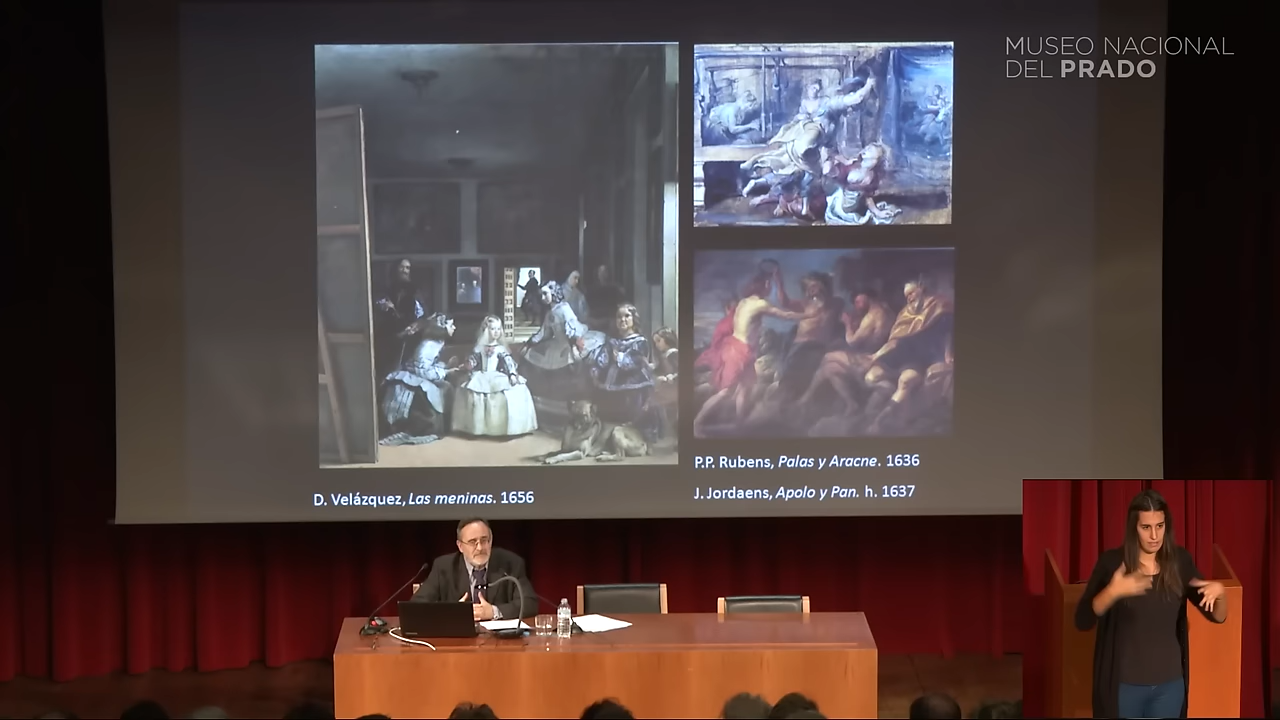 MUSEO NACIONAL
DEL PRADO
D. Velázquez, Las meninas. 1656
P.P. Rubens, Palas y Aracne. 1636
J. Jordaens, Apolo y Pan. h. 1637